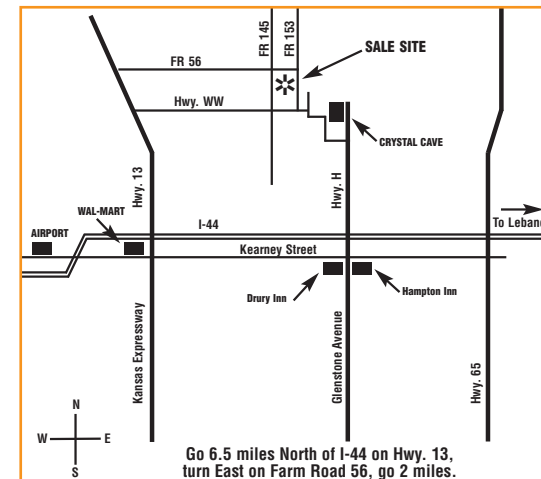 FR 145
FR 153
SALE SITE
FR 56
Hwy. WW
CRYSTAL CAVE
Hwy. 13
Hwy. H
WAL-MART
I-44
To Lebano
AIRPORT
Kearney Street
Drury Inn
Hampton Inn
Kansas Expressway
Glenstone Avenue
Hwy. 65
N
W
E
S
Go 6.5 miles North of I-44 on Hwy. 13,
turn East on Farm Road 56, go 2 miles.